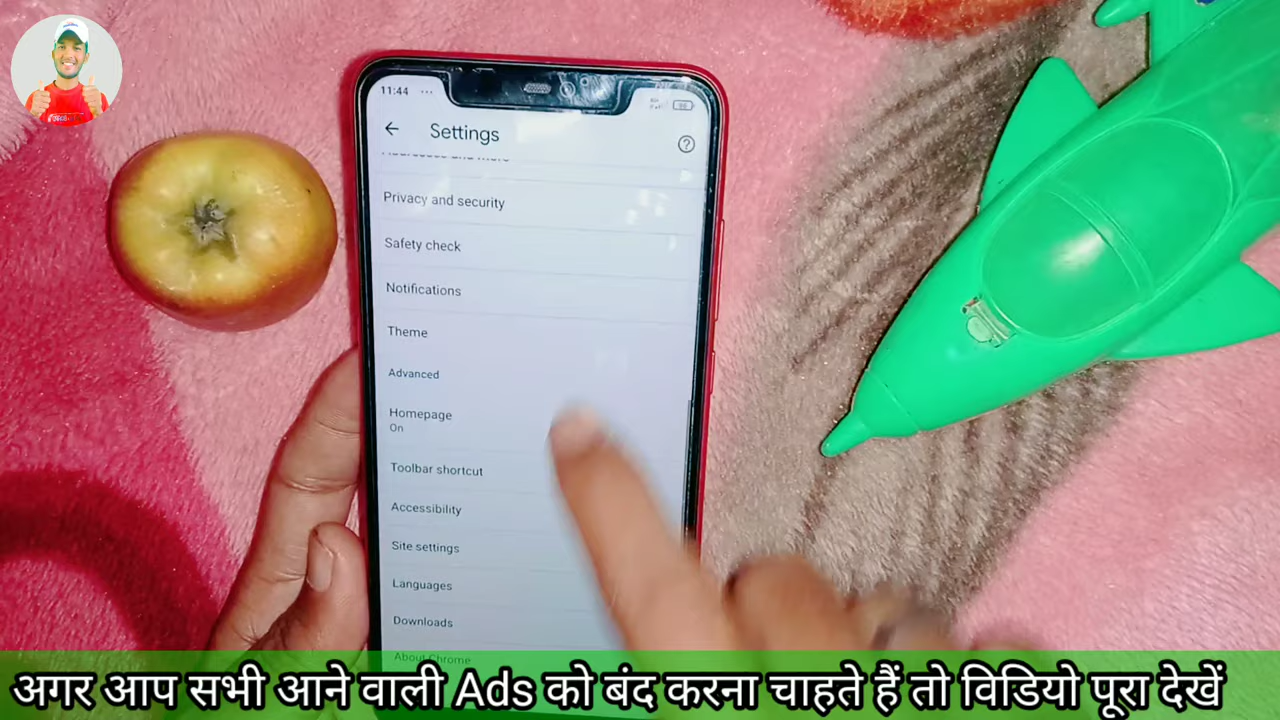 11:44
Settings
Privacy and security
Safety check
Notifications
Theme
Advanced
Homepage
On
Toolbar shortcut
Accessibility
Site settings
Languages
Downloads
About Chrome
अगर आप सभी आने वाली Ads को बंद करना चाहते हैं तो विडियो पूरा देखें